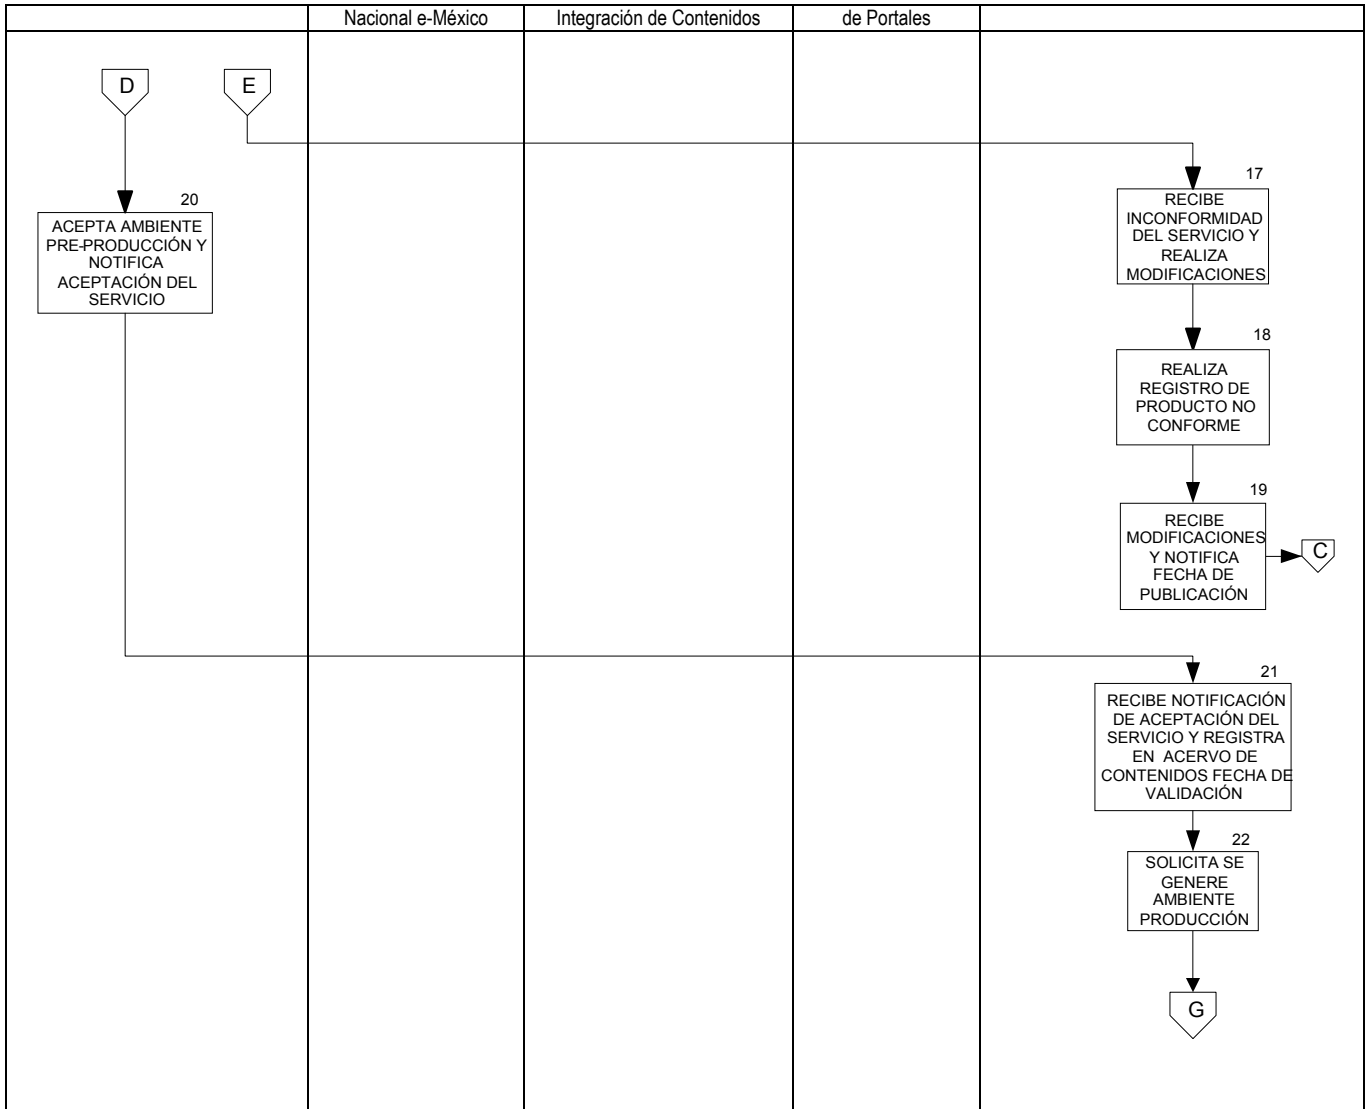 Nacional e-México
Integración de Contenidos
de Portales
D
E
17
RECIBE
INCONFORMIDAD
DEL SERVICIO Y
REALIZA
MODIFICACIONES
20
ACEPTA AMBIENTE
PRE-PRODUCCIÓN Y
NOTIFICA
ACEPTACIÓN DEL
SERVICIO
18
REALIZA
REGISTRO DE
PRODUCTO NO
CONFORME
19
RECIBE
MODIFICACIONES
Y NOTIFICA
FECHA DE
PUBLICACIÓN
C
21
RECIBE NOTIFICACIÓN
DE ACEPTACIÓN DEL
SERVICIO Y REGISTRA
EN ACERVO DE
CONTENIDOS FECHA DE
VALIDACIÓN
22
SOLICITA SE
GENERE
AMBIENTE
PRODUCCIÓN
G